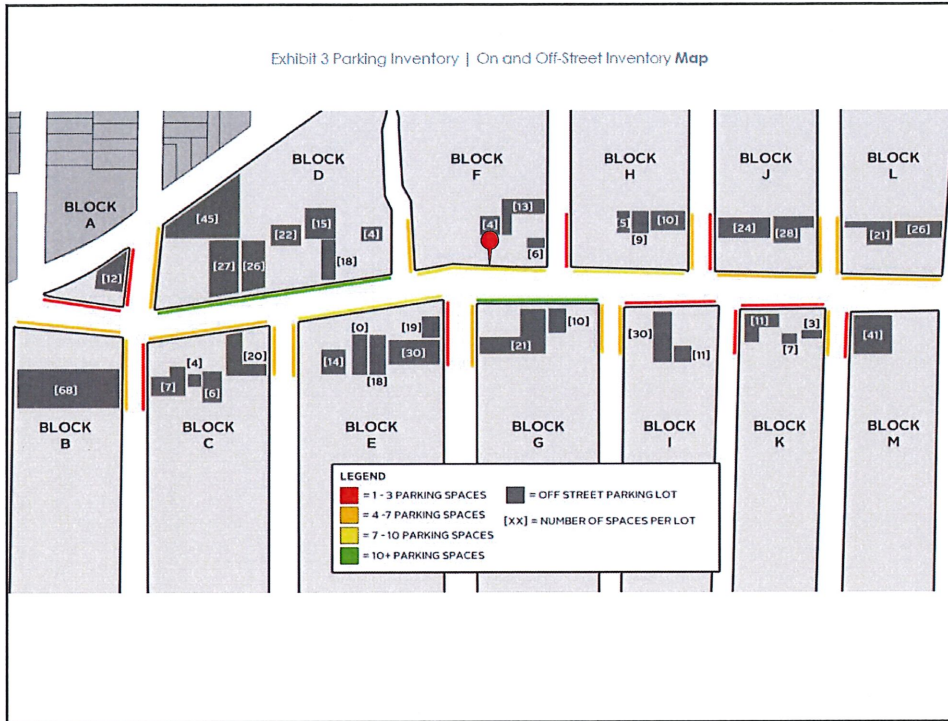 Exhibit 3 Parking Inventory | On and Off-Street Inventory Map
BLOCK
A
[12]
BLOCK
D
[45]
[27]
[26]
[22]
[15]
[18]
[4]
BLOCK
F
[4]
[13]
[6]
BLOCK
H
[5]
[9]
[10]
BLOCK
J
[24]
[28]
BLOCK
L
[21]
[26]
[68]
BLOCK
B
[7]
[4]
[6]
[20]
BLOCK
C
[14]
[0]
[18]
[19]
[30]
BLOCK
E
[21]
[10]
BLOCK
G
[30]
[11]
BLOCK
I
[11]
[7]
[3]
BLOCK
K
[41]
BLOCK
M
LEGEND
= 1 - 3 PARKING SPACES
= 4 -7 PARKING SPACES
= 7 - 10 PARKING SPACES
= 10+ PARKING SPACES
= OFF STREET PARKING LOT
[XX] = NUMBER OF SPACES PER LOT